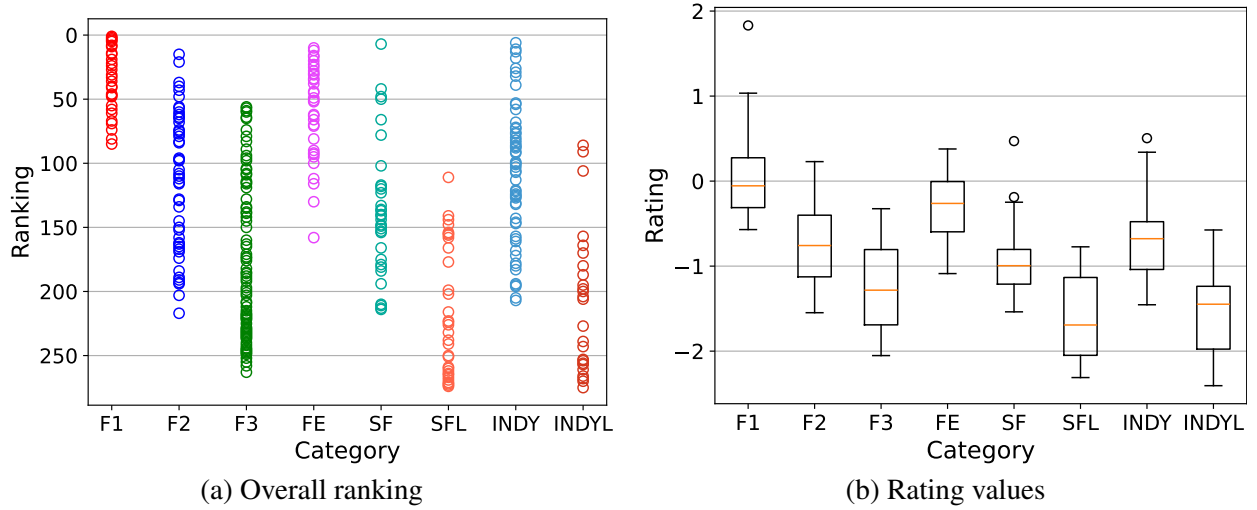 0
50
100
150
200
250
Ranking
F1 F2 F3 FE SF SFL INDY INDYL
Category
(a) Overall ranking
2
1
0
−1
−2
Rating
F1 F2 F3 FE SF SFL INDY INDYL
Category
(b) Rating values